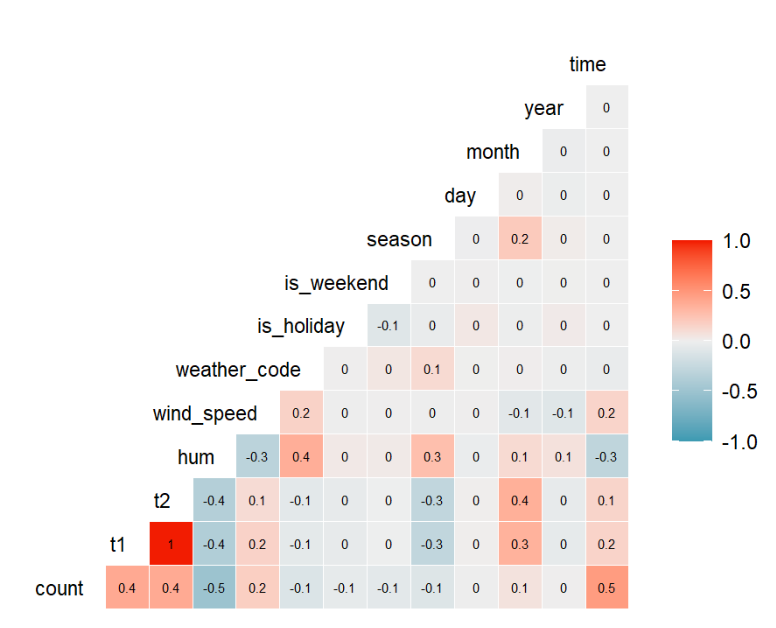 time
year 0
month 0 0
day 0 0 0
season 0 0.2 0 0
is_weekend 0 0 0 0 0
is_holiday -0.1 0 0 0 0 0
weather_code 0 0 0.1 0 0 0 0
wind_speed 0.2 0 0 0 0 -0.1 -0.1 0.2
hum -0.3 0.4 0 0 0.3 0 0.1 0.1 -0.3
t2 -0.4 0.1 -0.1 0 0 -0.3 0 0.4 0 0.1
t1 1 -0.4 0.2 -0.1 0 0 -0.3 0 0.3 0 0.2
count 0.4 0.4 -0.5 0.2 -0.1 -0.1 -0.1 -0.1 0 0.1 0 0.5
1.0
0.5
0.0
-0.5
-1.0